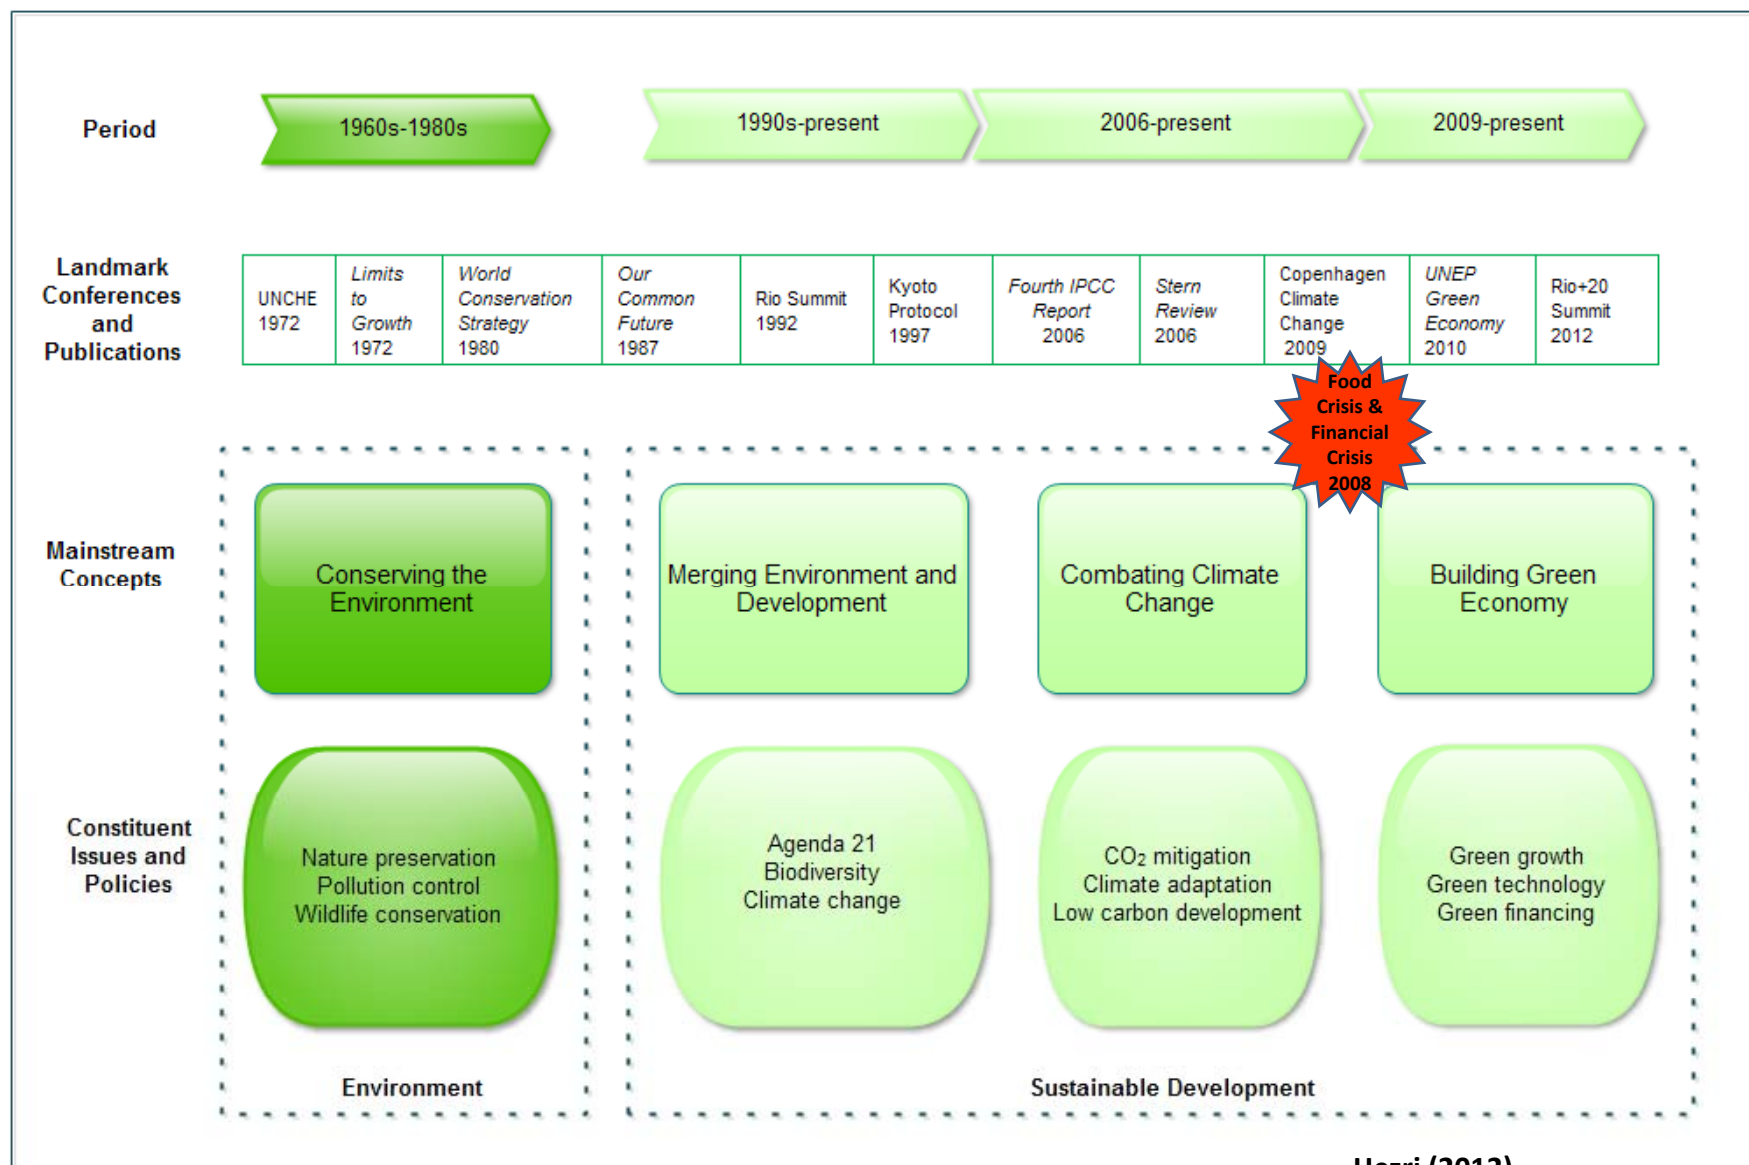 Period
1960s-1980s
1990s-present
2006-present
2009-present
Landmark
Conferences
and
Publications
UNCHE
1972
Limits
to
Growth
1972
World
Conservation
Strategy
1980
Our
Common
Future
1987
Rio Summit
1992
Kyoto
Protocol
1997
Fourth IPCC
Report
2006
Stern
Review
2006
Copenhagen
Climate
Change
2009
UNEP
Green
Economy
2010
Rio+20
Summit
2012
Food
Crisis &
Financial
Crisis
2008
Mainstream
Concepts
Conserving the
Environment
Merging Environment and
Development
Combating Climate
Change
Building Green
Economy
Constituent
Issues and
Policies
Nature preservation
Pollution control
Wildlife conservation
Agenda 21
Biodiversity
Climate change
CO₂ mitigation
Climate adaptation
Low carbon development
Green growth
Green technology
Green financing
Environment
Sustainable Development